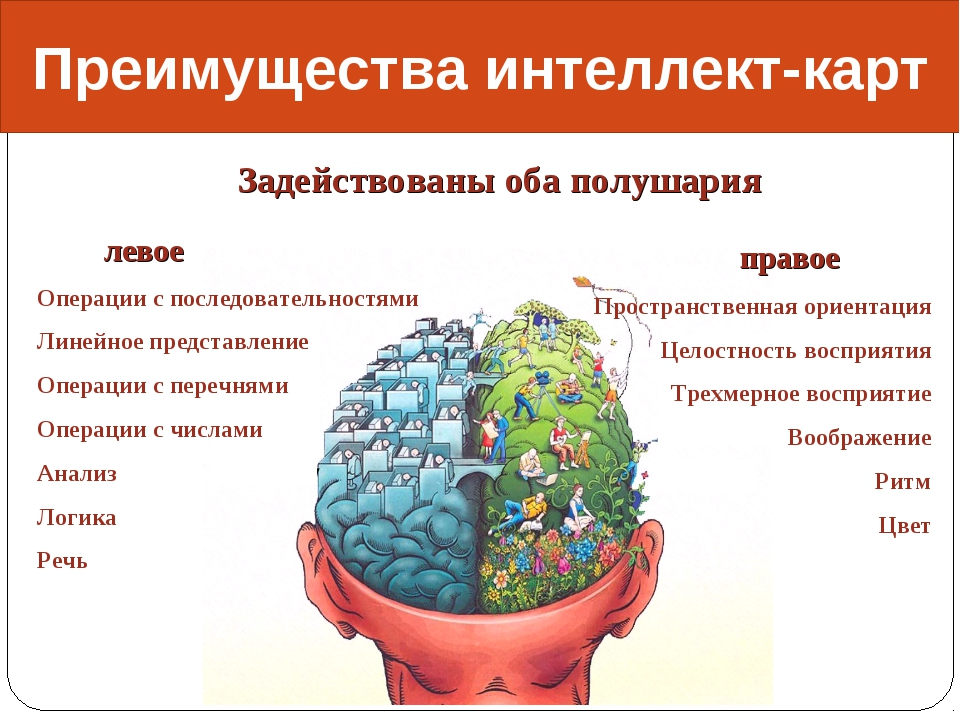 Преимущества интеллект-карт
Задействованы оба полушария
левое
Операции с последовательностями
Линейное представление
Операции с перечнями
Операции с числами
Анализ
Логика
Речь
правое
Пространственная ориентация
Целостность восприятия
Трехмерное восприятие
Воображение
Ритм
Цвет